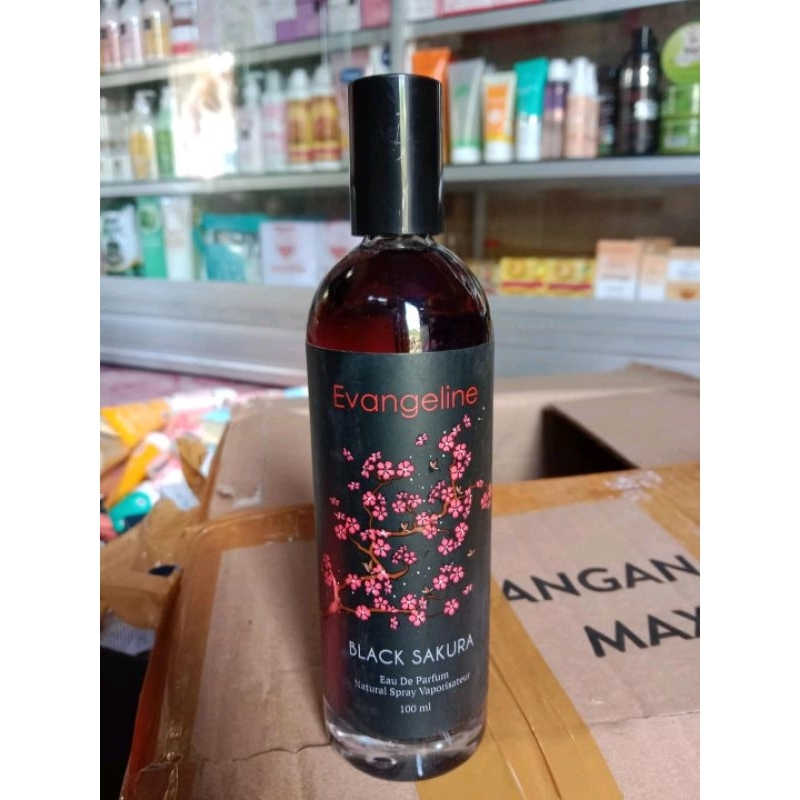 Evangeline
BLACK SAKURA
Eau De Parfum
Natural Spray Vaporisateur
100 ml
ANGAN
MAX